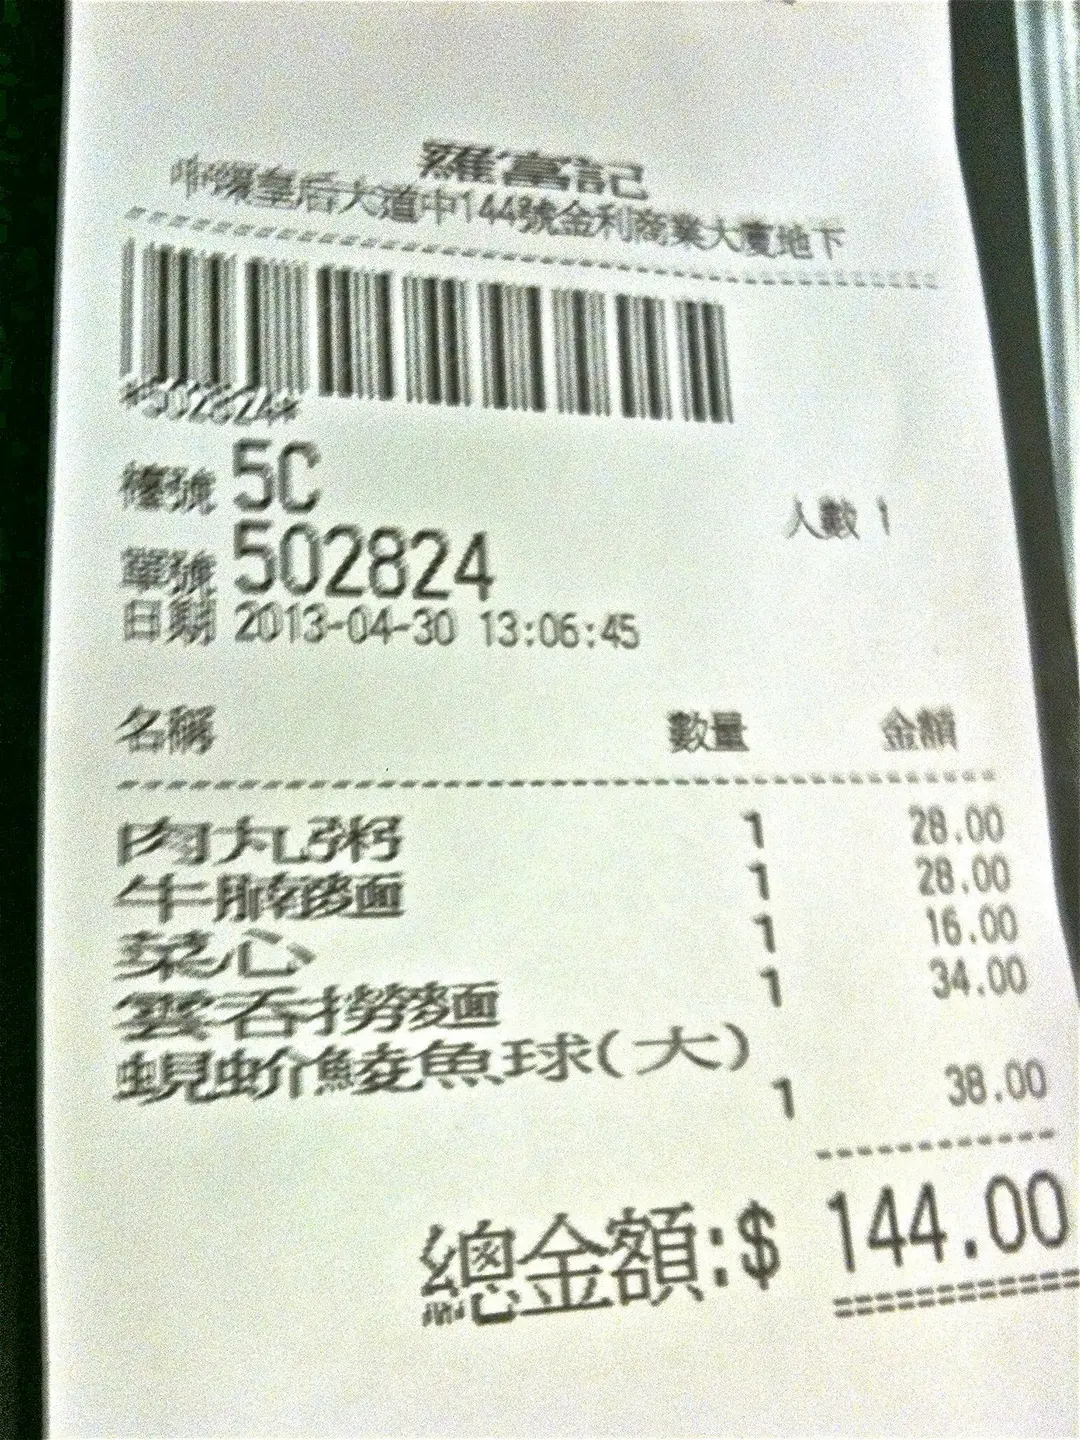 羅富記
中環皇后大道中144號金利商業大廈地下
*502824*
檯號 5C
人數 1
單號 502824
日期 2013-04-30 13:06:45
名稱 數量 金額
肉丸粥 1 28.00
牛腩麵 1 28.00
菜心 1 16.00
雲吞撈麵 1 34.00
蜆蚧鯪魚球(大)
1 38.00
總金額:$ 144.00